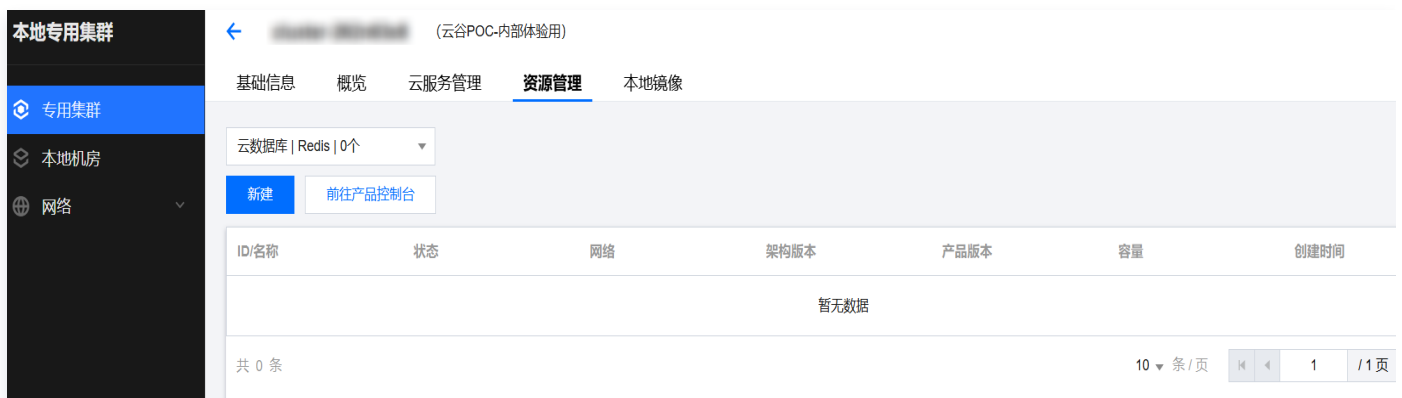 本地专用集群
（云谷POC-内部体验用）
基础信息 概览 云服务管理 资源管理 本地镜像
专用集群
本地机房
网络
云数据库 | Redis | 0个
新建 前往产品控制台
ID/名称 状态 网络 架构版本 产品版本 容量 创建时间
暂无数据
共 0 条 10 条 / 页 1 / 1 页